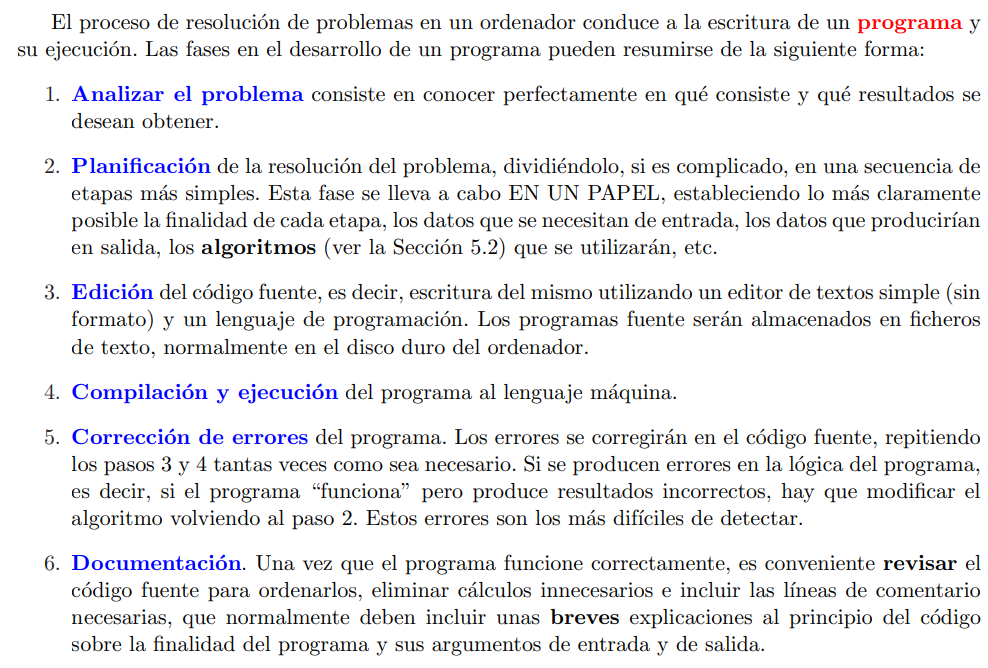 El proceso de resolución de problemas en un ordenador conduce a la escritura de un programa y
su ejecución. Las fases en el desarrollo de un programa pueden resumirse de la siguiente forma:
1. Analizar el problema consiste en conocer perfectamente en qué consiste y qué resultados se
desean obtener.
2. Planificación de la resolución del problema, dividiéndolo, si es complicado, en una secuencia de
etapas más simples. Esta fase se lleva a cabo EN UN PAPEL, estableciendo lo más claramente
posible la finalidad de cada etapa, los datos que se necesitan de entrada, los datos que producirían
en salida, los algoritmos (ver la Sección 5.2) que se utilizarán, etc.
3. Edición del código fuente, es decir, escritura del mismo utilizando un editor de textos simple (sin
formato) y un lenguaje de programación. Los programas fuente serán almacenados en ficheros
de texto, normalmente en el disco duro del ordenador.
4. Compilación y ejecución del programa al lenguaje máquina.
5. Corrección de errores del programa. Los errores se corregirán en el código fuente, repitiendo
los pasos 3 y 4 tantas veces como sea necesario. Si se producen errores en la lógica del programa,
es decir, si el programa “funciona” pero produce resultados incorrectos, hay que modificar el
algoritmo volviendo al paso 2. Estos errores son los más difíciles de detectar.
6. Documentación. Una vez que el programa funcione correctamente, es conveniente revisar el
código fuente para ordenarlos, eliminar cálculos innecesarios e incluir las líneas de comentario
necesarias, que normalmente deben incluir unas breves explicaciones al principio del código
sobre la finalidad del programa y sus argumentos de entrada y de salida.